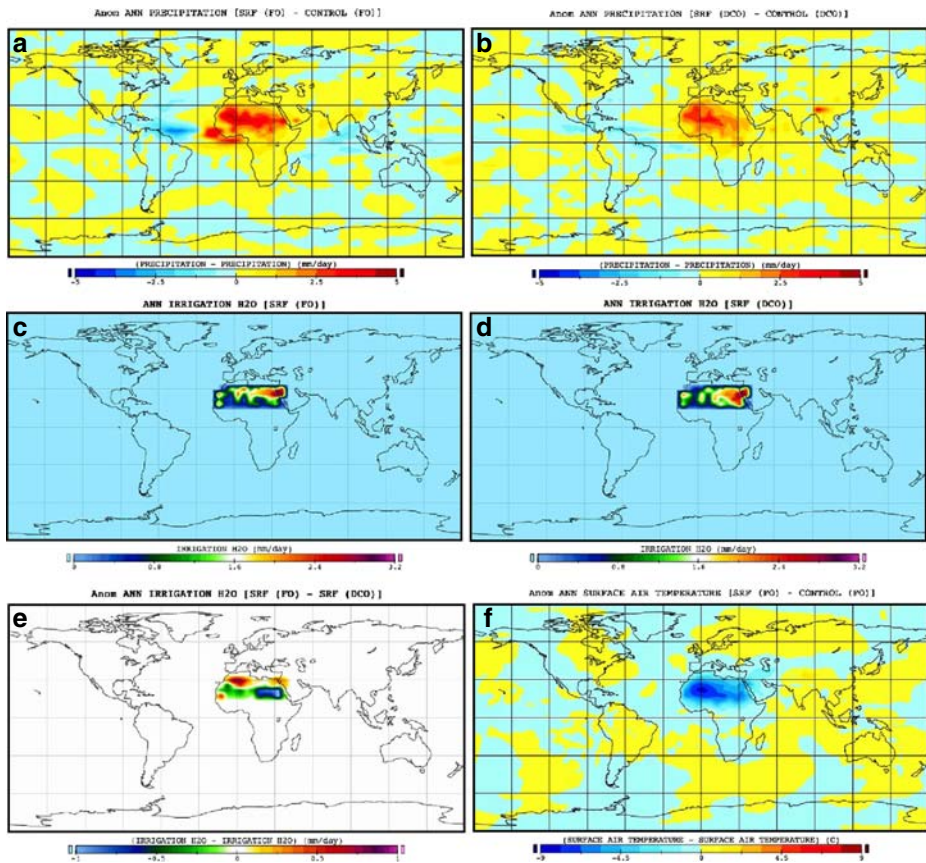 Anom ANN PRECIPITATION [SRF (FO) - CONTROL (FO)]
a
(PRECIPITATION - PRECIPITATION) (mm/day)
-5 -2.5 0 2.5 5
Anom ANN PRECIPITATION [SRF (DCO) - CONTROL (DCO)]
b
(PRECIPITATION - PRECIPITATION) (mm/day)
-5 -2.5 0 2.5 5
ANN IRRIGATION H2O [SRF (FO)]
c
IRRIGATION H2O (mm/day)
0 0.8 1.6 2.4 3.2
ANN IRRIGATION H2O [SRF (DCO)]
d
IRRIGATION H2O (mm/day)
0 0.8 1.6 2.4 3.2
Anom ANN IRRIGATION H2O [SRF (FO) - SRF (DCO)]
e
(IRRIGATION H2O - IRRIGATION H2O) (mm/day)
-1 -0.5 0 0.5 1
Anom ANN SURFACE AIR TEMPERATURE [SRF (FO) - CONTROL (FO)]
f
(SURFACE AIR TEMPERATURE - SURFACE AIR TEMPERATURE) (C)
-9 -4.5 0 4.5 9